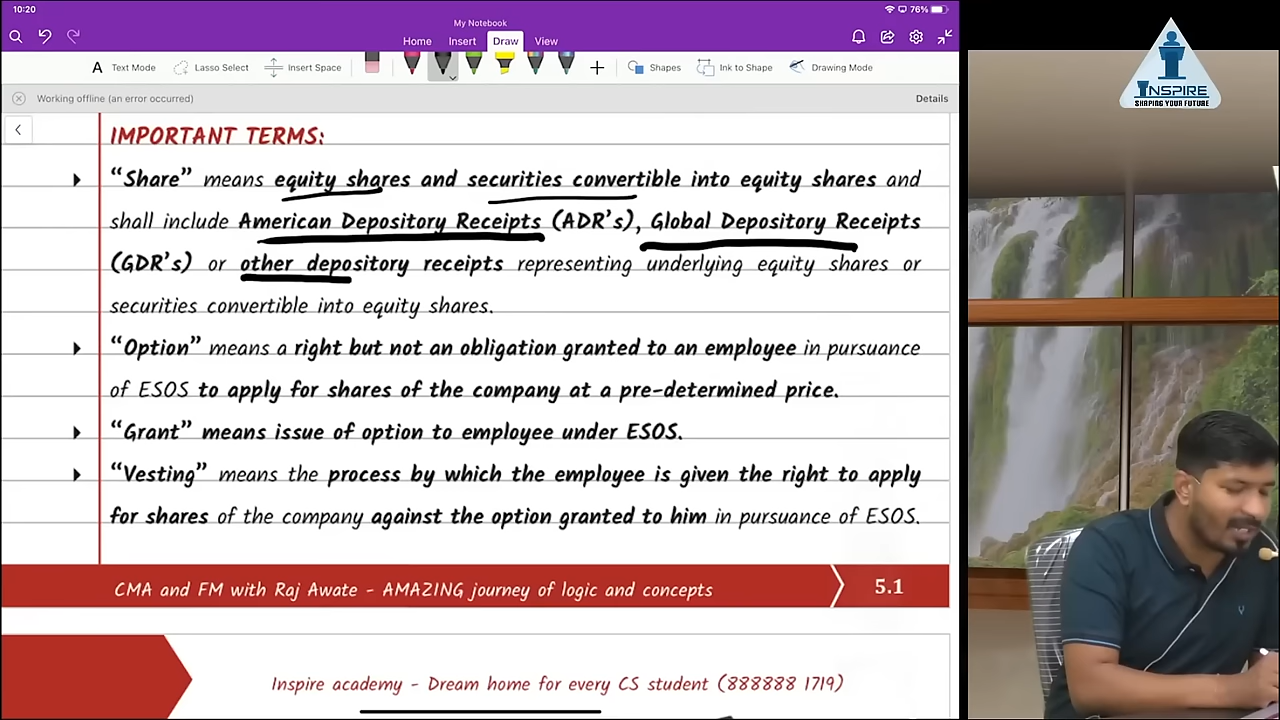 10:20
76%
My Notebook
Home Insert Draw View
A Text Mode Lasso Select Insert Space Shapes Ink to Shape Drawing Mode
Working offline (an error occurred) Details
IMPORTANT TERMS:
“Share” means equity shares and securities convertible into equity shares and
shall include American Depository Receipts (ADR’s), Global Depository Receipts
(GDR’s) or other depository receipts representing underlying equity shares or
securities convertible into equity shares.
“Option” means a right but not an obligation granted to an employee in pursuance
of ESOS to apply for shares of the company at a pre-determined price.
“Grant” means issue of option to employee under ESOS.
“Vesting” means the process by which the employee is given the right to apply
for shares of the company against the option granted to him in pursuance of ESOS.
CMA and FM with Raj Avate - AMAZING journey of logic and concepts 5.1
Inspire academy - Dream home for every CS student (888888 1719)
INSPIRE
SHAPING YOUR FUTURE